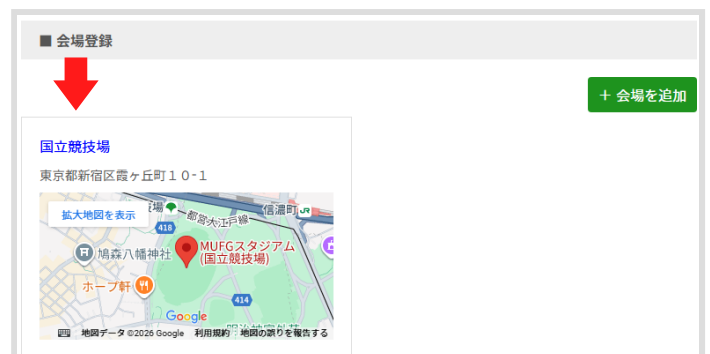 ■ 会場登録
＋ 会場を追加
国立競技場
東京都新宿区霞ヶ丘町１０-１
拡大地図を表示
都営大江戸線
信濃町
JR
418
鳩森八幡神社
MUFGスタジアム
(国立競技場)
ホープ軒
414
Google
地図データ ©2026 Google
利用規約
地図の誤りを報告する